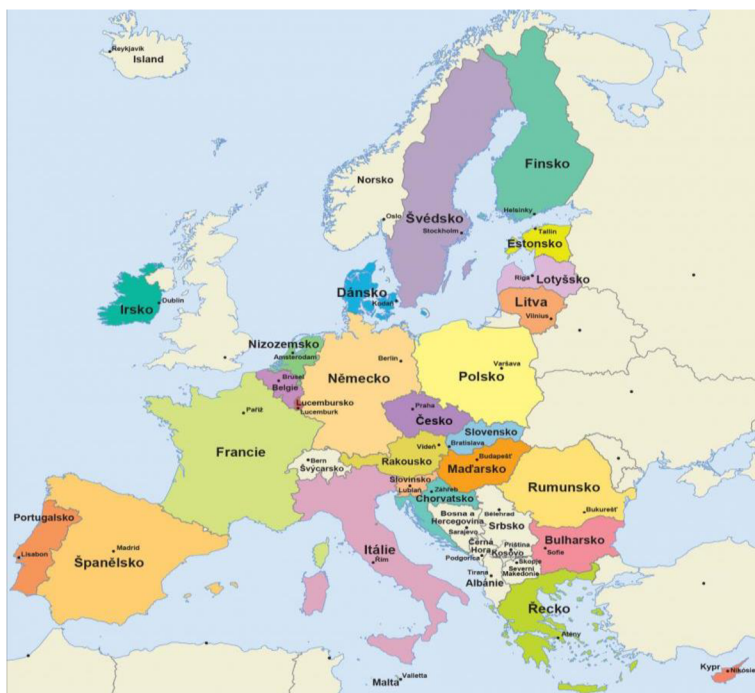 Reykjavík
Island
Norsko
Oslo
Švédsko
Stockholm
Finsko
Helsinky
Tallin
Estonsko
Riga
Lotyšsko
Litva
Vilnius
Dánsko
Kodaň
Irsko
Dublin
Nizozemsko
Amsterodam
Brusel
Belgie
Lucembursko
Lucemburk
Berlín
Německo
Varšava
Polsko
Praha
Česko
Slovensko
Bratislava
Vídeň
Rakousko
Budapešť
Maďarsko
Paříž
Francie
Bern
Švýcarsko
Slovinsko
Lublaň
Záhřeb
Chorvatsko
Rumunsko
Bukurešť
Bosna a
Hercegovina
Sarajevo
Bělehrad
Srbsko
Černá
Hora
Podgorica
Priština
Kosovo
Skopje
Severní
Makedonie
Tirana
Albánie
Bulharsko
Sofie
Portugalsko
Lisabon
Madrid
Španělsko
Itálie
Řím
Řecko
Atény
Malta
Valletta
Kypr
Nikósie